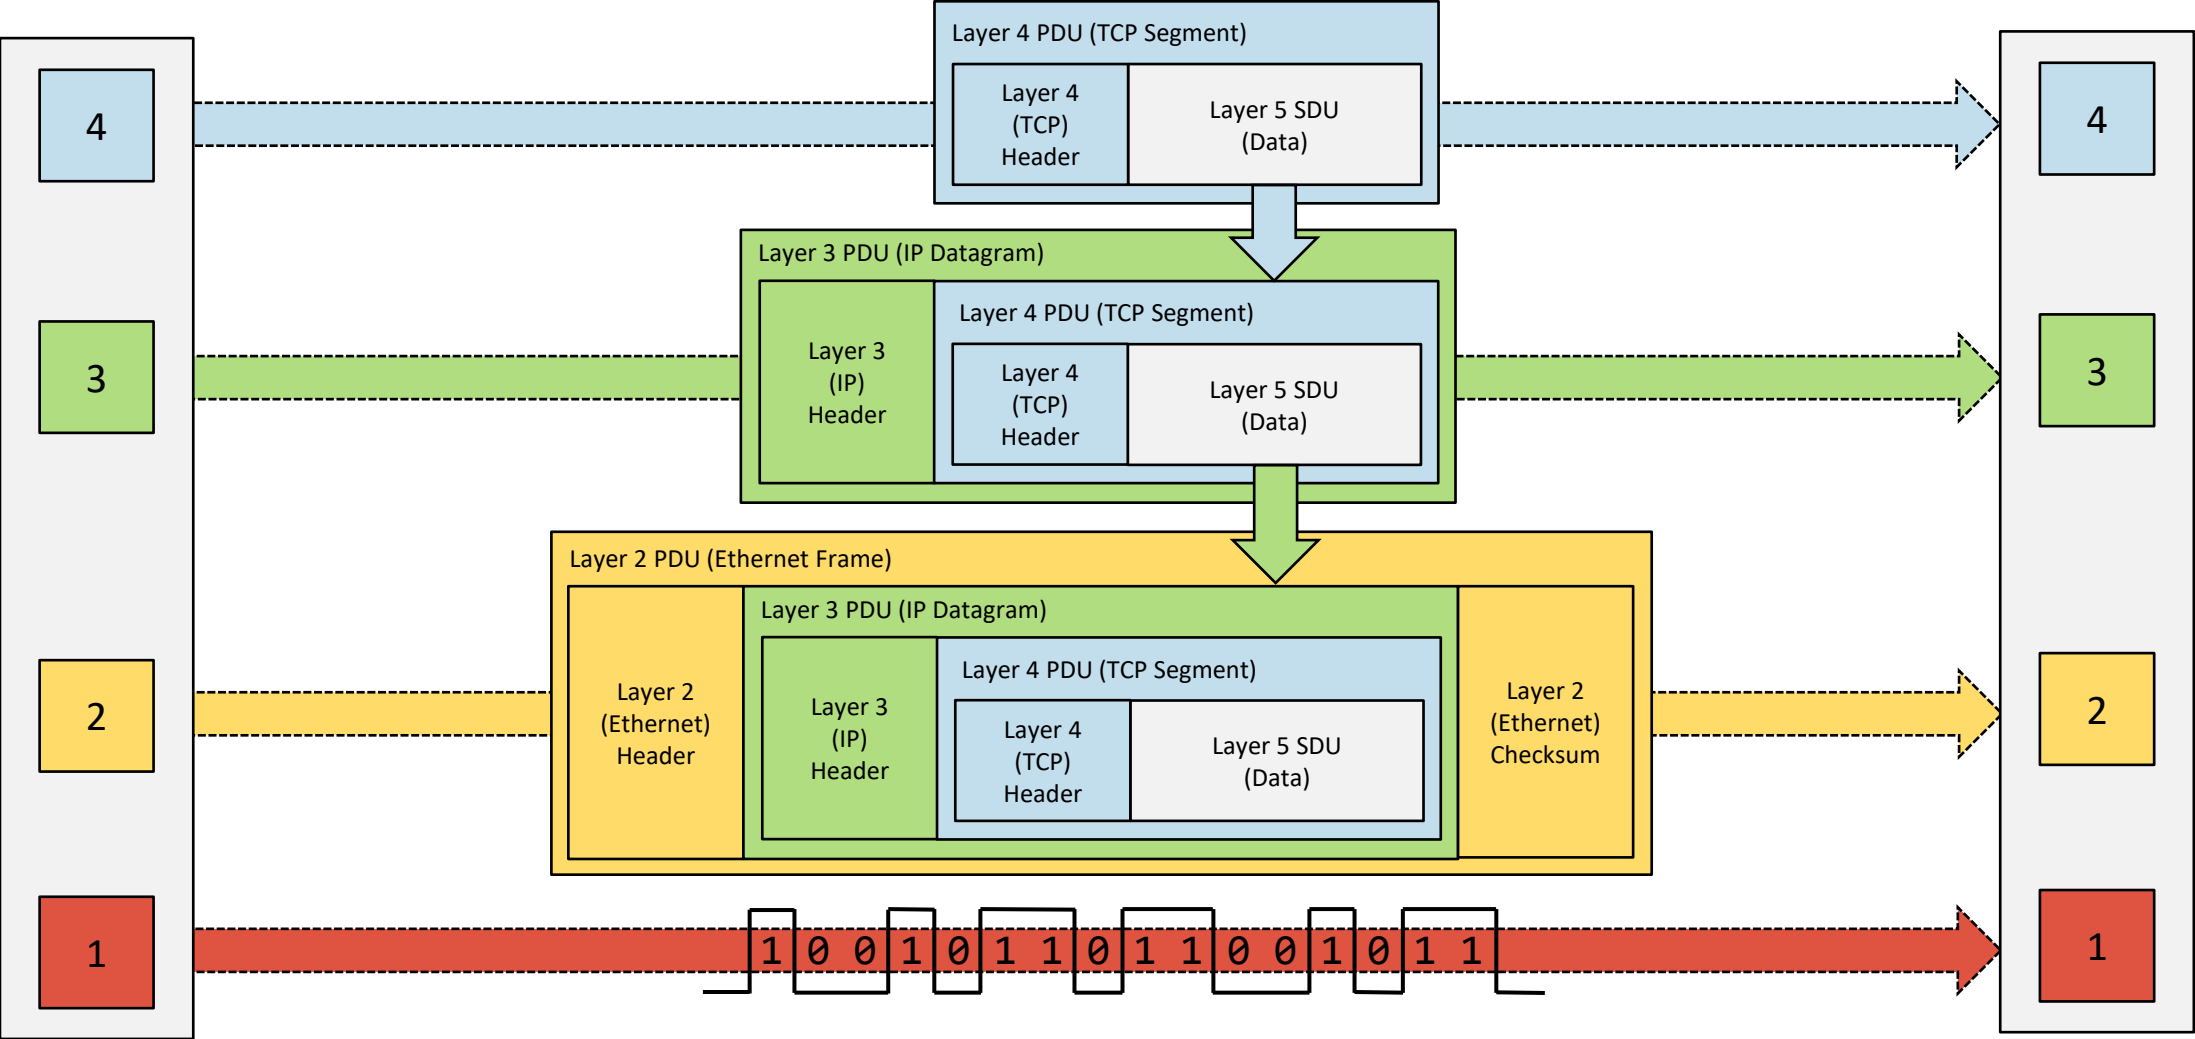 Layer 4 PDU (TCP Segment)
4
Layer 4
(TCP)
Header
Layer 5 SDU
(Data)
4
Layer 3 PDU (IP Datagram)
3
Layer 3
(IP)
Header
Layer 4 PDU (TCP Segment)
Layer 4
(TCP)
Header
Layer 5 SDU
(Data)
3
Layer 2 PDU (Ethernet Frame)
2
Layer 2
(Ethernet)
Header
Layer 3 PDU (IP Datagram)
Layer 3
(IP)
Header
Layer 4 PDU (TCP Segment)
Layer 4
(TCP)
Header
Layer 5 SDU
(Data)
Layer 2
(Ethernet)
Checksum
2
1
1 0 0 1 0 1 1 0 1 1 0 0 1 0 1 1
1